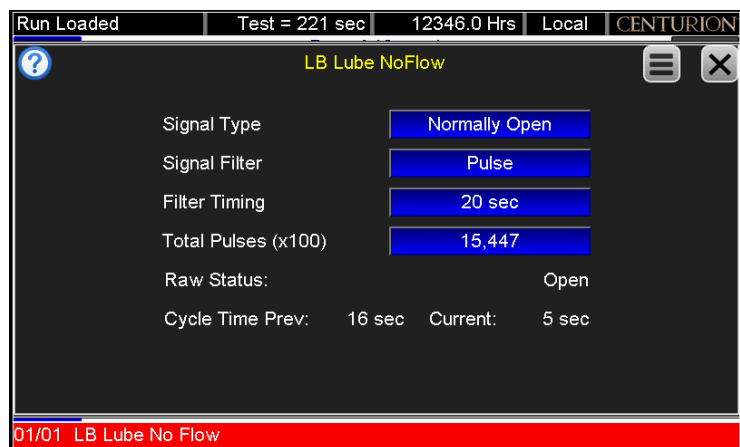 Run Loaded Test = 221 sec 12346.0 Hrs Local CENTURION
? LB Lube NoFlow
Signal Type Normally Open
Signal Filter Pulse
Filter Timing 20 sec
Total Pulses (x100) 15,447
Raw Status: Open
Cycle Time Prev: 16 sec Current: 5 sec
01/01 LB Lube No Flow